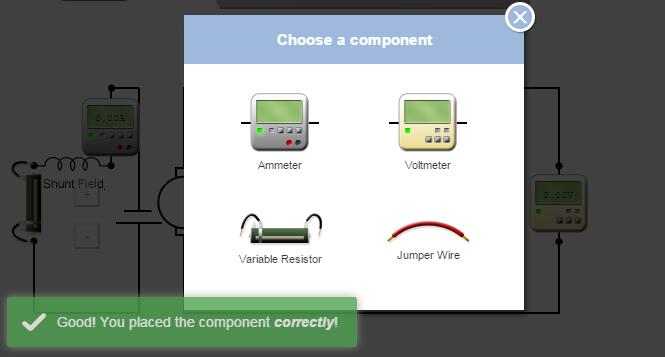 Choose a component
0.00A
Ammeter
Voltmeter
Shunt Field
+
0.00V
-
Variable Resistor
Jumper Wire
Good! You placed the component correctly!